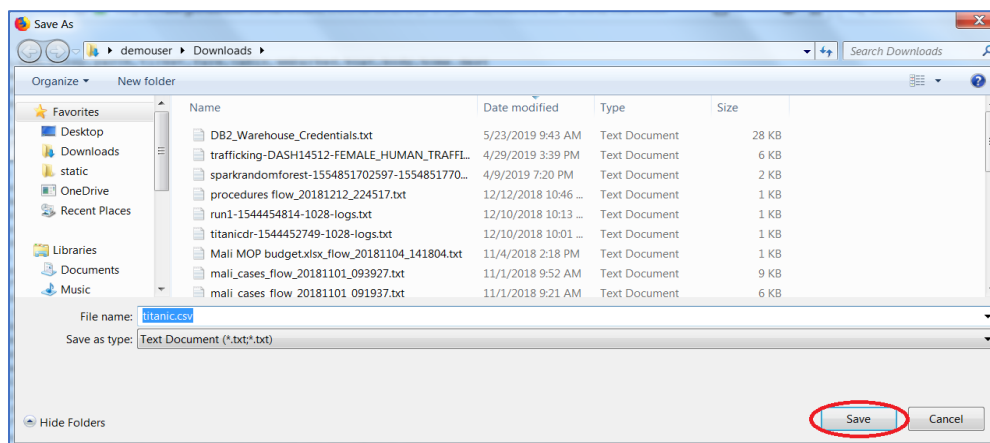 Save As
demouser Downloads Search Downloads
Organize New folder
Favorites Name Date modified Type Size
Desktop DB2_Warehouse_Credentials.txt 5/23/2019 9:43 AM Text Document 28 KB
Downloads trafficking-DASH14512-FEMALE_HUMAN_TRAFFI... 4/29/2019 3:39 PM Text Document 6 KB
static sparkrandomforest-1554851702597-1554851770... 4/9/2019 7:20 PM Text Document 2 KB
OneDrive procedures flow_20181212_224517.txt 12/12/2018 10:46 ... Text Document 1 KB
Recent Places run1-1544454814-1028-logs.txt 12/10/2018 10:13 ... Text Document 1 KB
titanicdr-1544452749-1028-logs.txt 12/10/2018 10:01 ... Text Document 1 KB
Libraries Mali MOP budget.xlsx_flow_20181104_141804.txt 11/4/2018 2:18 PM Text Document 1 KB
Documents mali_cases_flow_20181101_093927.txt 11/1/2018 9:52 AM Text Document 9 KB
Music mali_cases_flow_20181101_091937.txt 11/1/2018 9:21 AM Text Document 6 KB
File name: titanic.csv
Save as type: Text Document (*.txt;*.txt)
Hide Folders Save Cancel